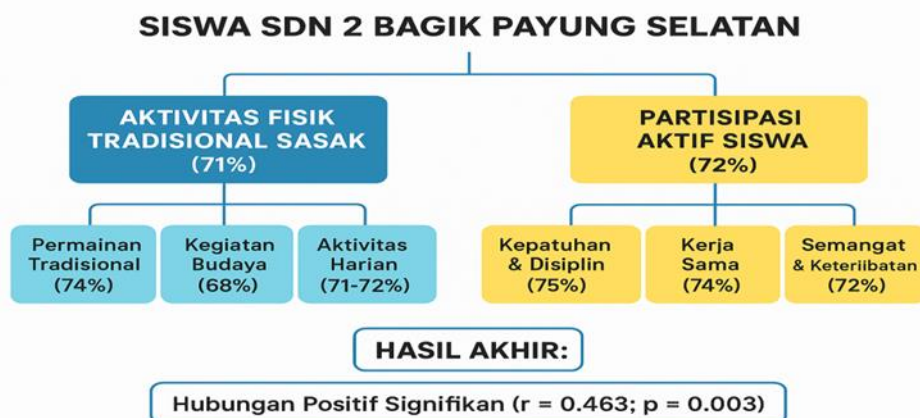 SISWA SDN 2 BAGIK PAYUNG SELATAN
AKTIVITAS FISIK
TRADISIONAL SASAK
(71%)
PARTISIPASI
AKTIF SISWA
(72%)
Permainan
Tradisional
(74%)
Kegiatan
Budaya
(68%)
Aktivitas
Harian
(71-72%)
Kepatuhan
& Disiplin
(75%)
Kerja
Sama
(74%)
Semangat
& Keteriibatan
(72%)
HASIL AKHIR:
Hubungan Positif Signifikan (r = 0.463; p = 0.003)